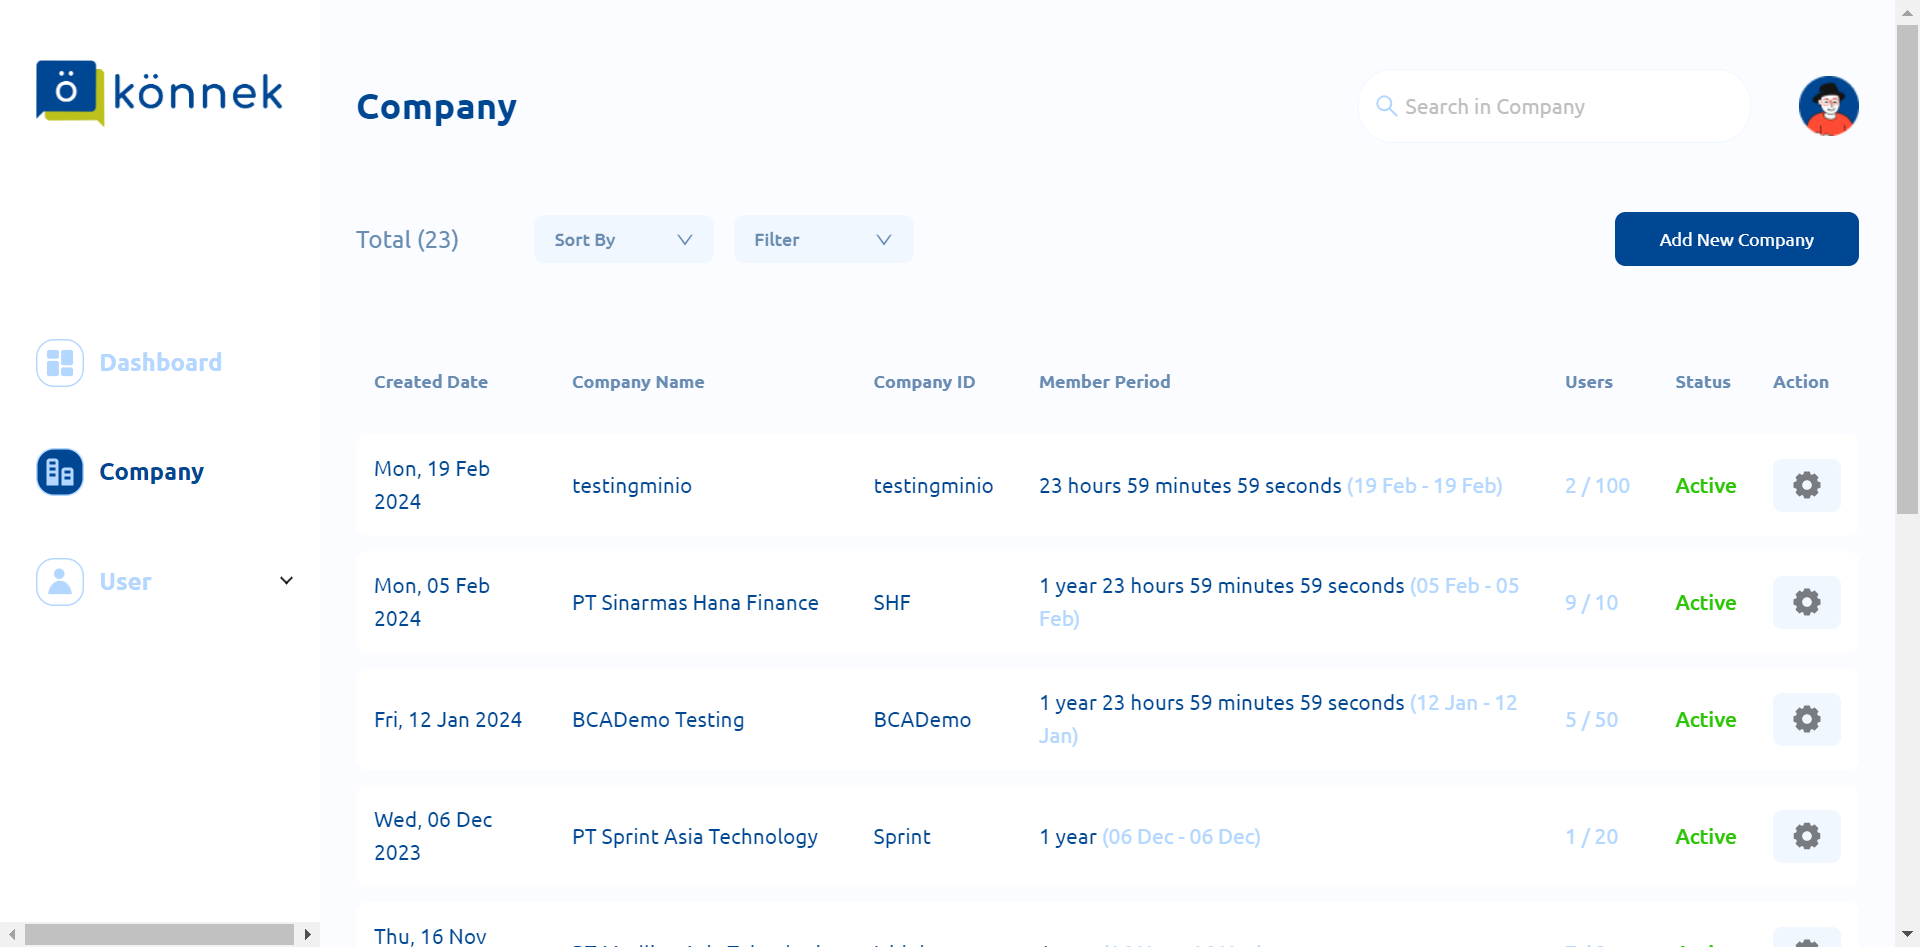 ö könnek
Company
Search in Company
Total (23)
Sort By
Filter
Add New Company
Dashboard
Company
User
Created Date Company Name Company ID Member Period Users Status Action
Mon, 19 Feb
2024
testingminio testingminio 23 hours 59 minutes 59 seconds (19 Feb - 19 Feb) 2 / 100 Active
Mon, 05 Feb
2024
PT Sinarmas Hana Finance SHF
1 year 23 hours 59 minutes 59 seconds (05 Feb - 05
Feb)
9 / 10 Active
Fri, 12 Jan 2024 BCADemo Testing BCADemo
1 year 23 hours 59 minutes 59 seconds (12 Jan - 12
Jan)
5 / 50 Active
Wed, 06 Dec
2023
PT Sprint Asia Technology Sprint 1 year (06 Dec - 06 Dec) 1 / 20 Active
Thu, 16 Nov